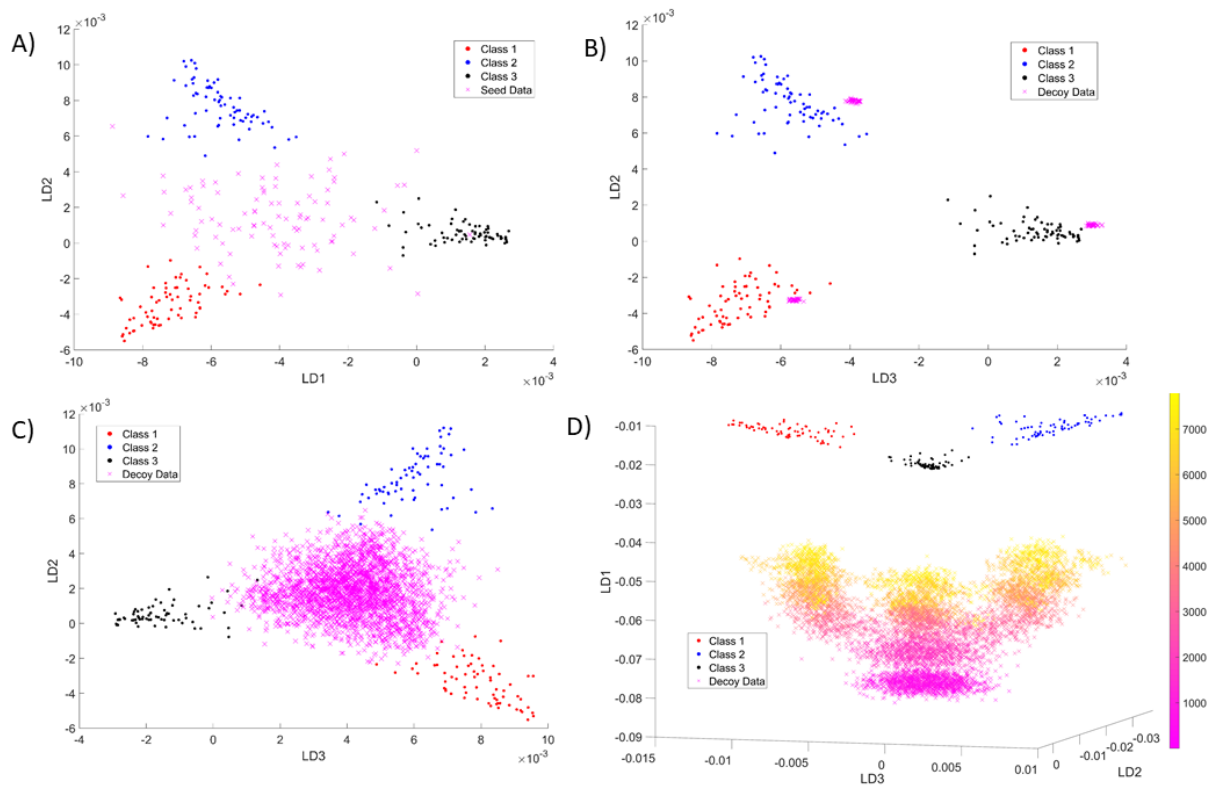 A)
×10⁻³
12
10
8
6
4
2
0
-2
-4
-6
LD2
-10 -8 -6 -4 -2 0 2 4
LD1
×10⁻³
Class 1
Class 2
Class 3
Seed Data
B)
×10⁻³
12
10
8
6
4
2
0
-2
-4
-6
LD2
-10 -8 -6 -4 -2 0 2 4
LD3
×10⁻³
Class 1
Class 2
Class 3
Decoy Data
C)
×10⁻³
12
10
8
6
4
2
0
-2
-4
-6
LD2
-4 -2 0 2 4 6 8 10
LD3
×10⁻³
Class 1
Class 2
Class 3
Decoy Data
D)
-0.01
-0.02
-0.03
-0.04
-0.05
-0.06
-0.07
-0.08
-0.09
LD1
-0.015 -0.01 -0.005 0 0.005 0.01
LD3
0 -0.01 -0.02 -0.03
LD2
Class 1
Class 2
Class 3
Decoy Data
7000
6000
5000
4000
3000
2000
1000